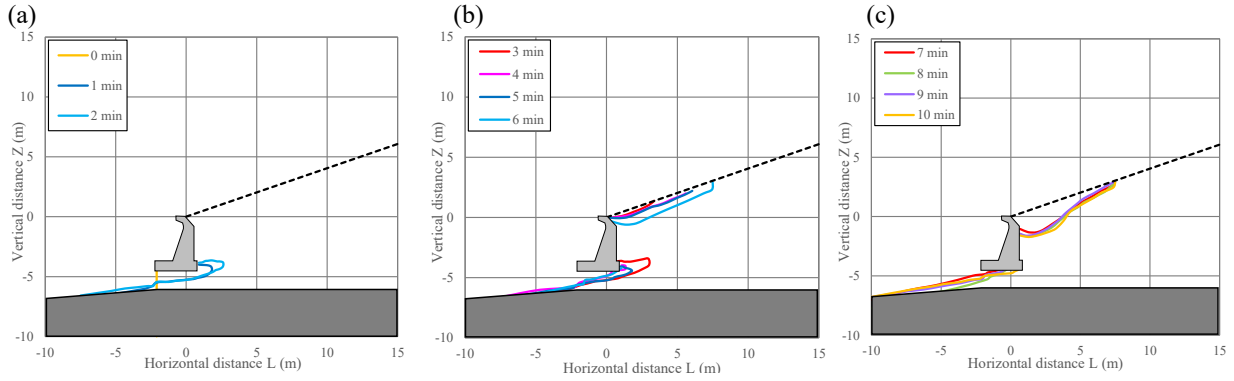 (a)
(b)
(c)
15
10
5
0
-5
-10
Vertical distance Z (m)
0 min
1 min
2 min
-10
-5
0
5
10
15
Horizontal distance L (m)
15
10
5
0
-5
-10
Vertical distance Z (m)
3 min
4 min
5 min
6 min
-10
-5
0
5
10
15
Horizontal distance L (m)
15
10
5
0
-5
-10
Vertical distance Z (m)
7 min
8 min
9 min
10 min
-10
-5
0
5
10
15
Horizontal distance L (m)